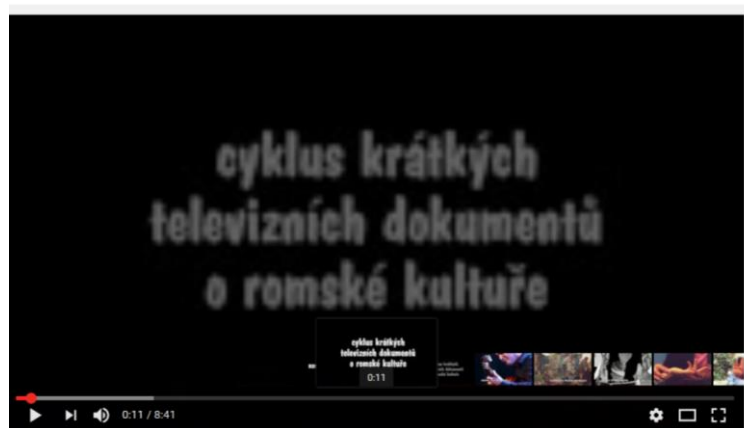 cyklus krátkých
televizních dokumentů
o romské kultuře
cyklus krátkých
televizních dokumentů
o romské kultuře
0:11
0:11 / 8:41